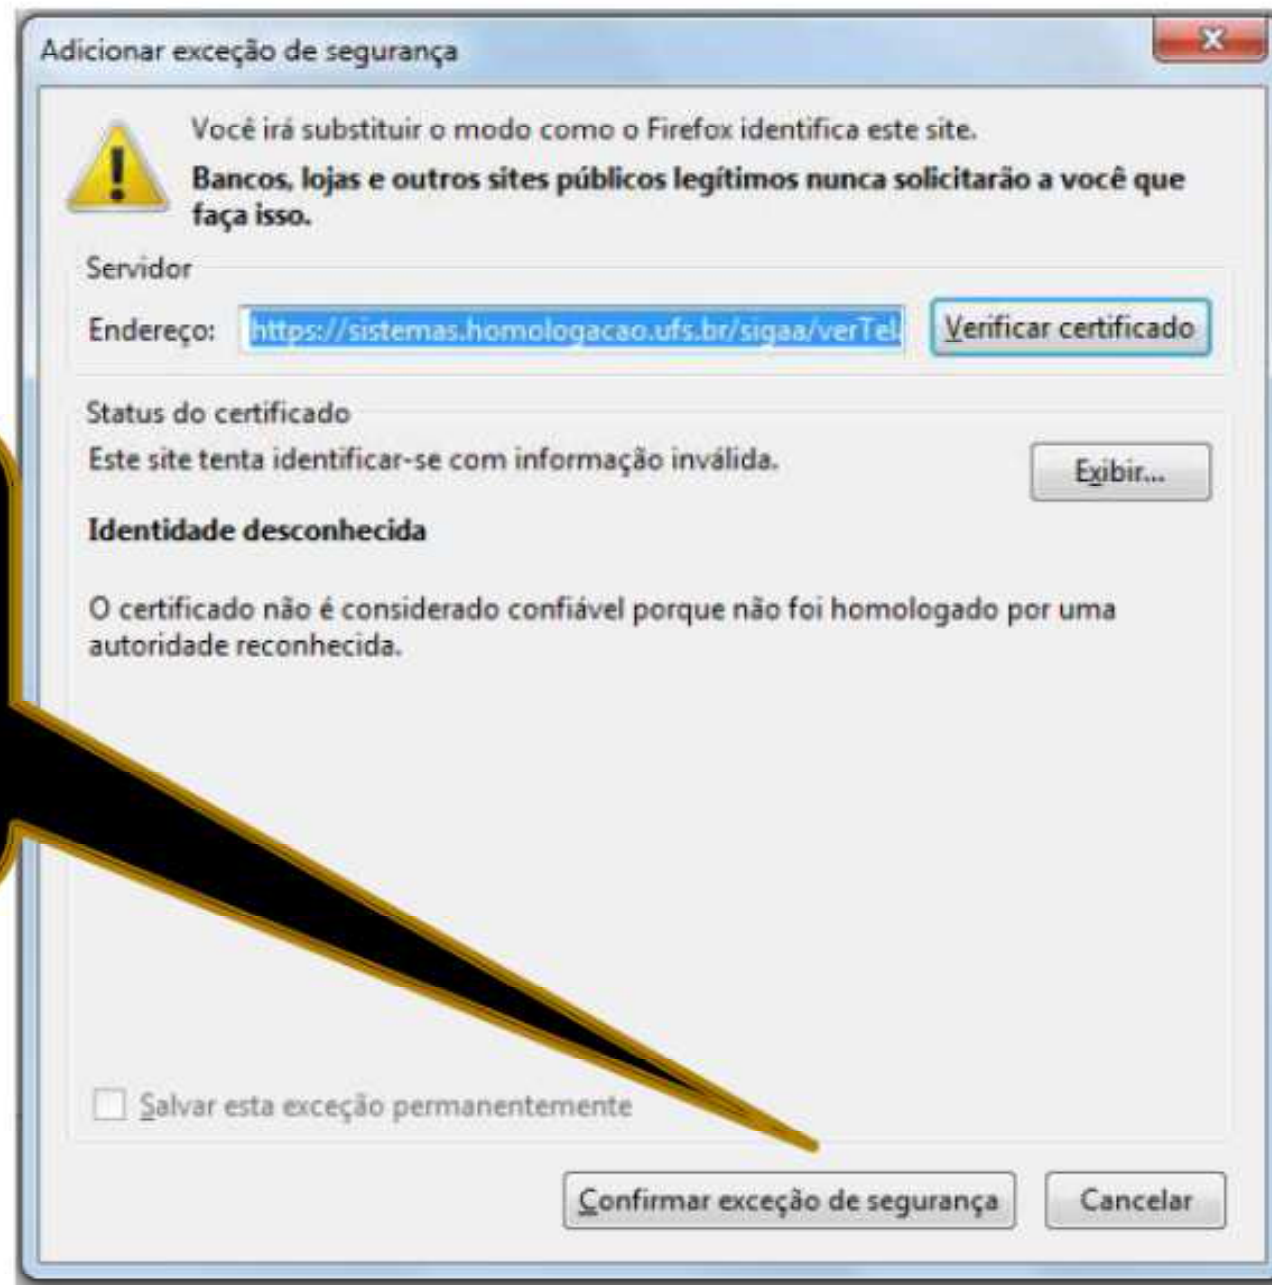 Adicionar exceção de segurança
Você irá substituir o modo como o Firefox identifica este site.
Bancos, lojas e outros sites públicos legítimos nunca solicitarão a você que
faça isso.
Servidor
Endereço: https://sistemas.homologacao.ufs.br/sigaa/verTel Verificar certificado
Status do certificado
Este site tenta identificar-se com informação inválida.
Exibir...
Identidade desconhecida
O certificado não é considerado confiável porque não foi homologado por uma
autoridade reconhecida.
Salvar esta exceção permanentemente
Confirmar exceção de segurança Cancelar